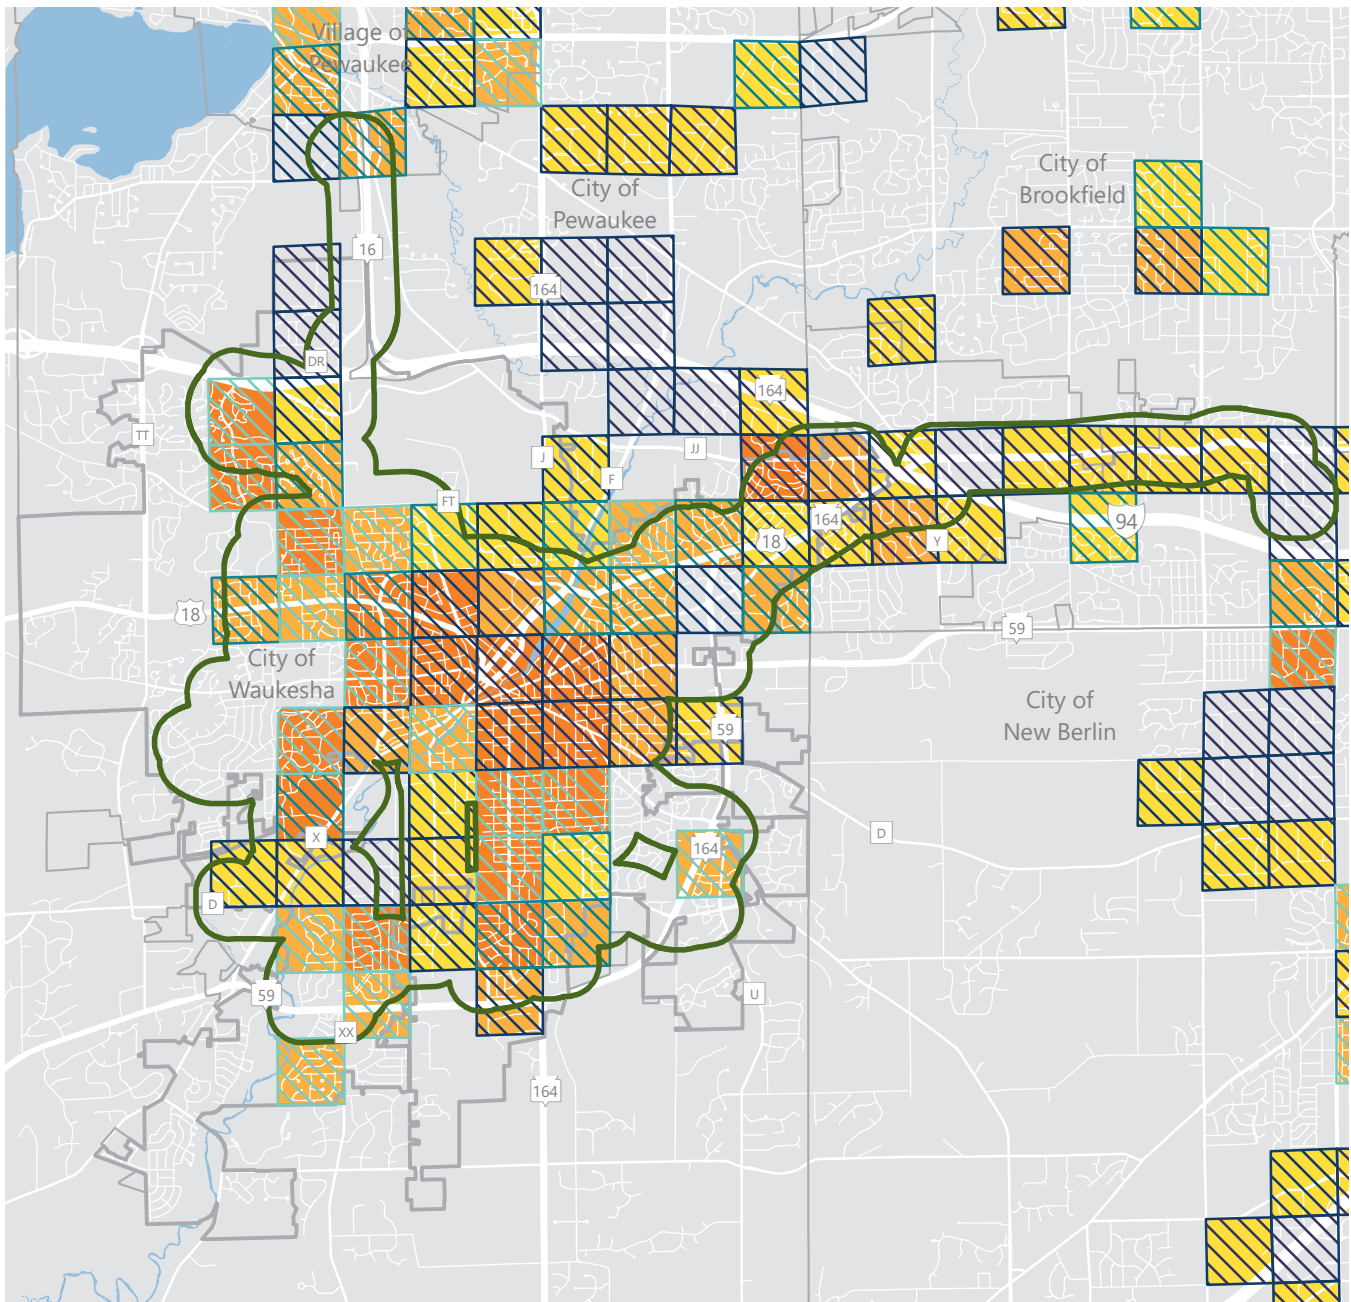 Village of
Pewaukee
City of
Brookfield
City of
Pewaukee
16
164
DR
164
TT
J
JJ
F
FT
164
18
94
Y
18
59
City of
Waukesha
City of
New Berlin
59
D
X
164
D
59
U
XX
164